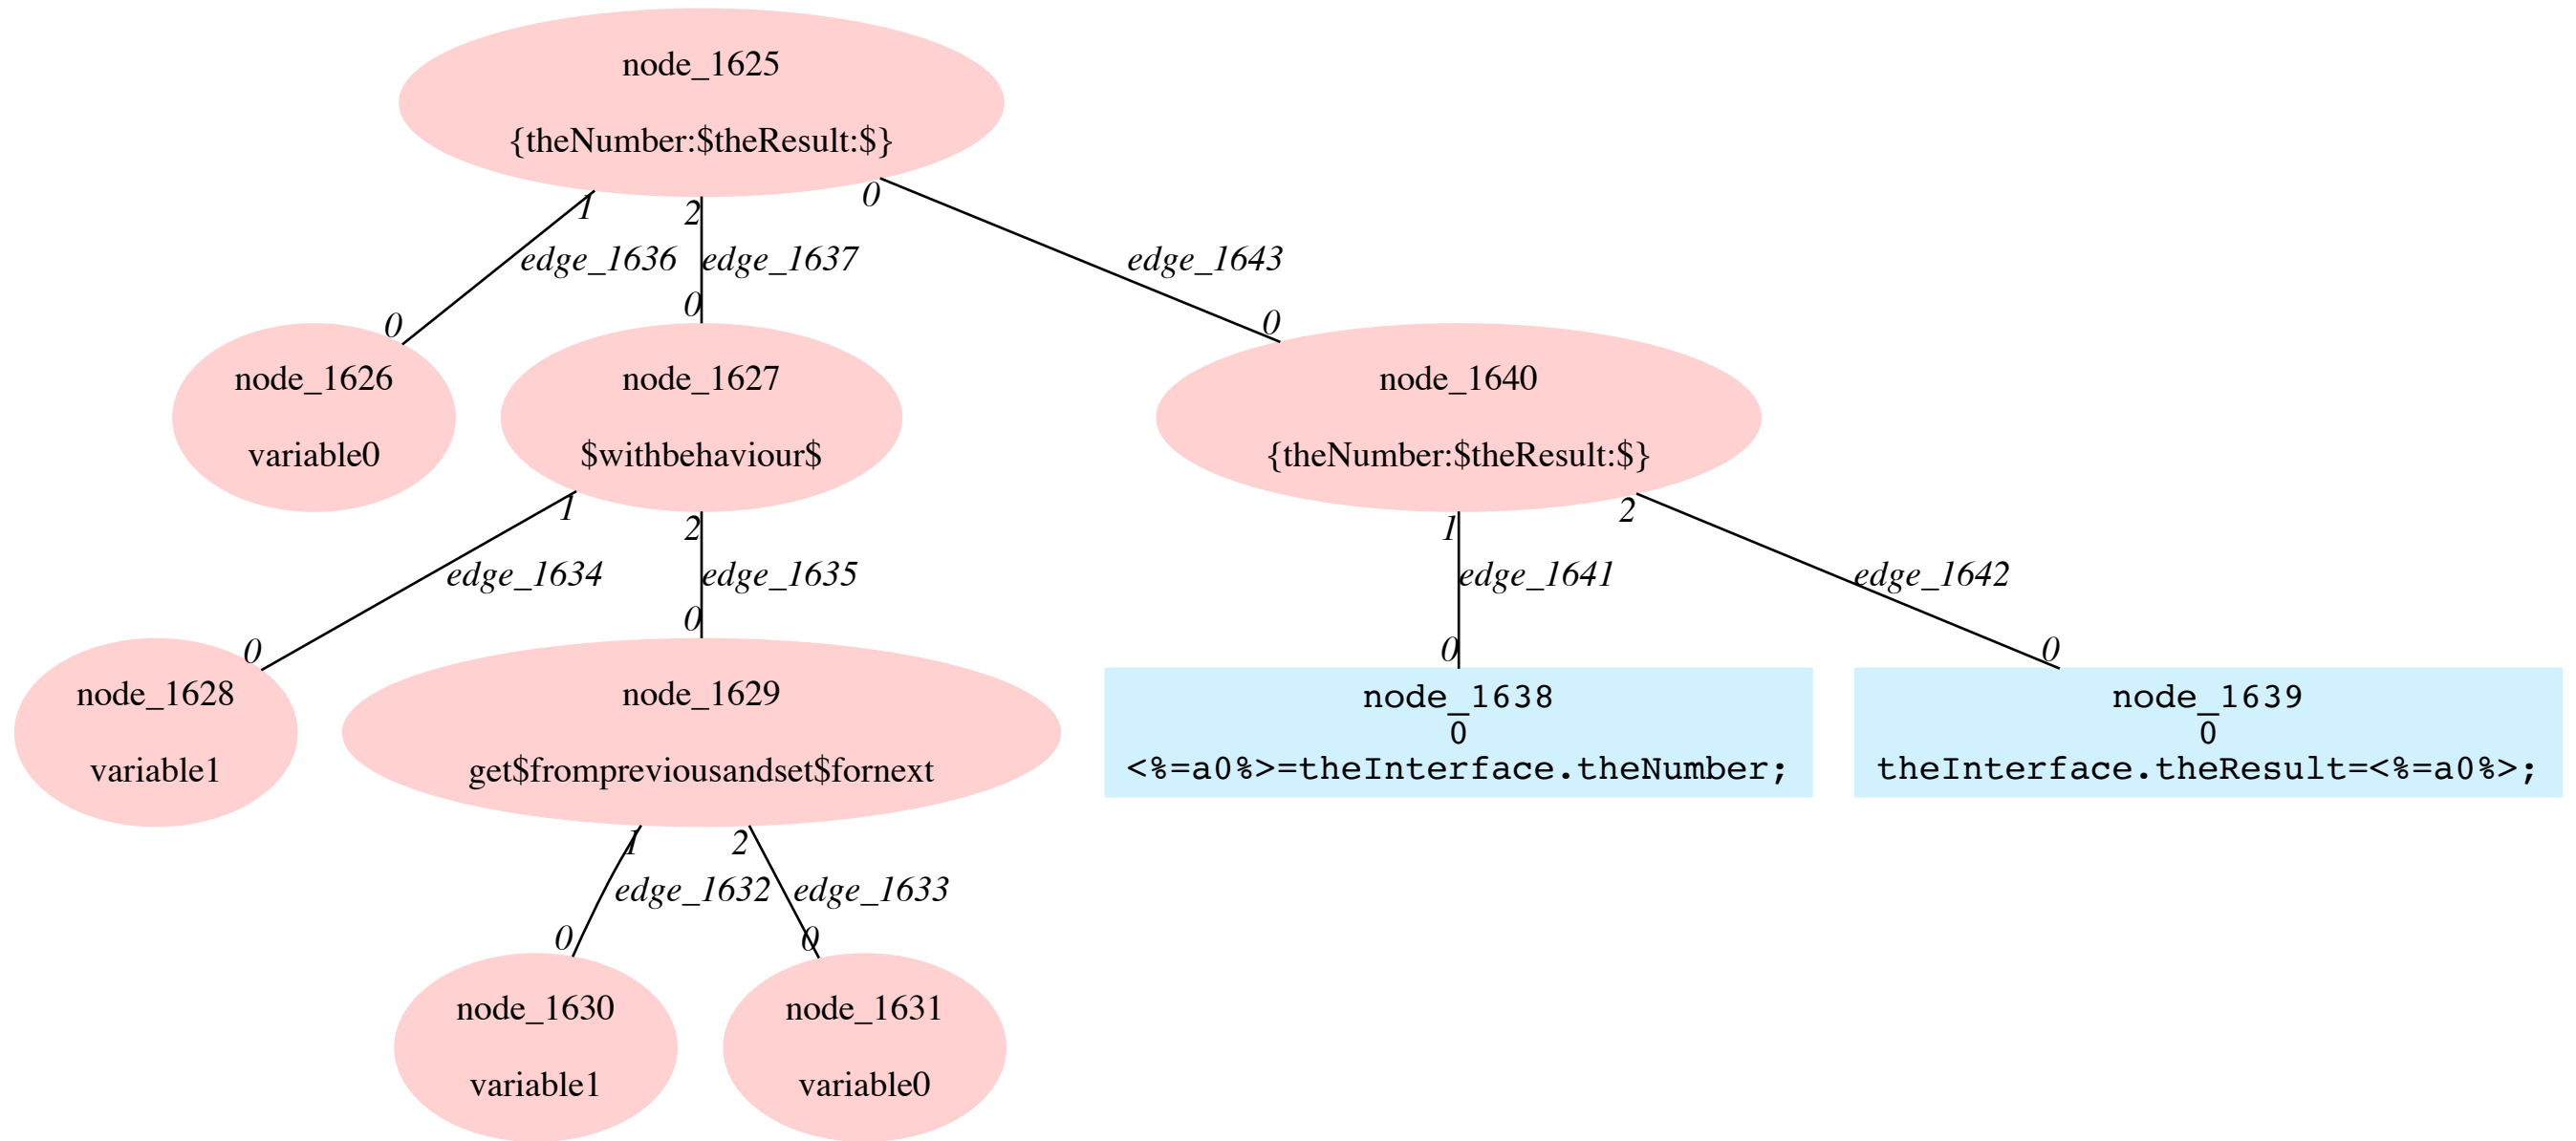 node_1625
{theNumber:$theResult:$}
1
2
0
edge_1636
edge_1637
edge_1643
0
0
0
node_1626
variable0
node_1627
$withbehaviour$
node_1640
{theNumber:$theResult:$}
1
2
1
2
edge_1634
edge_1635
edge_1641
edge_1642
0
0
0
0
node_1628
variable1
node_1629
get$frompreviousandset$fornext
node_1638
0
<%=a0%>=theInterface.theNumber;
node_1639
0
theInterface.theResult=<%=a0%>;
1
2
edge_1632
edge_1633
0
0
node_1630
variable1
node_1631
variable0